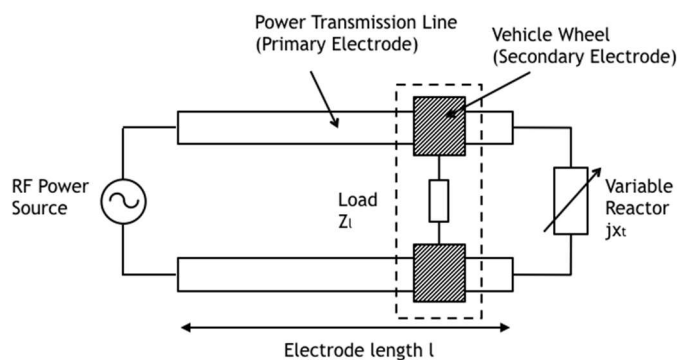 Power Transmission Line
(Primary Electrode)
Vehicle Wheel
(Secondary Electrode)
RF Power
Source
Load
Zl
Variable
Reactor
jxt
Electrode length l